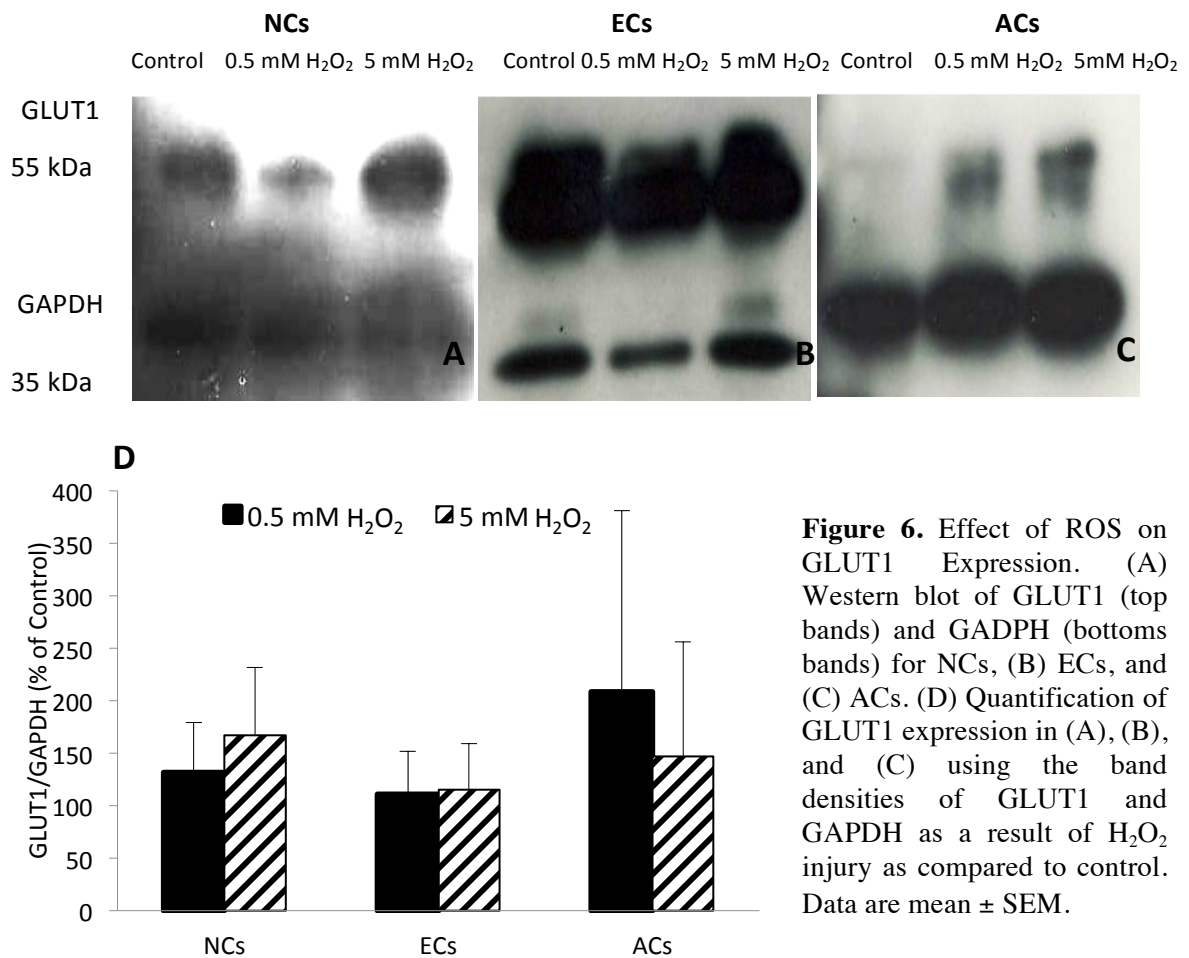 NCs ECs ACs
Control 0.5 mM H₂O₂ 5 mM H₂O₂ Control 0.5 mM H₂O₂ 5 mM H₂O₂ Control 0.5 mM H₂O₂ 5mM H₂O₂
GLUT1
55 kDa
GAPDH
35 kDa
A
B
C
D
GLUT1/GAPDH (% of Control)
400
350
300
250
200
150
100
50
0
0.5 mM H₂O₂ 5 mM H₂O₂
NCs ECs ACs
Figure 6. Effect of ROS on
GLUT1 Expression. (A)
Western blot of GLUT1 (top
bands) and GADPH (bottoms
bands) for NCs, (B) ECs, and
(C) ACs. (D) Quantification of
GLUT1 expression in (A), (B),
and (C) using the band
densities of GLUT1 and
GAPDH as a result of H₂O₂
injury as compared to control.
Data are mean ± SEM.